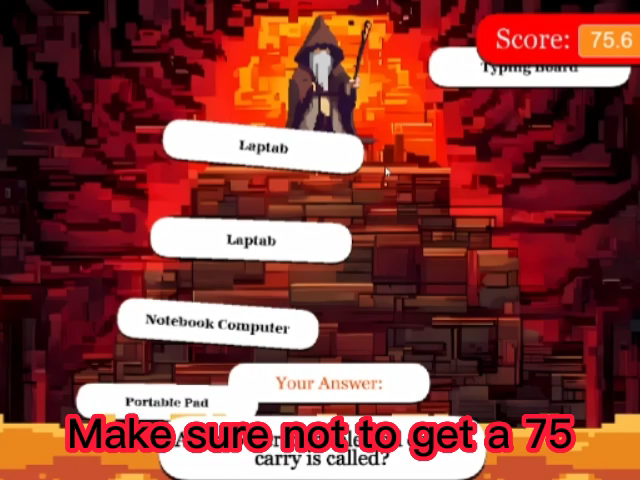 Score: 75.6
Typing Board
Laptab
Laptab
Notebook Computer
Your Answer:
Portable Pad
Make sure not to get a 75
carry is called?